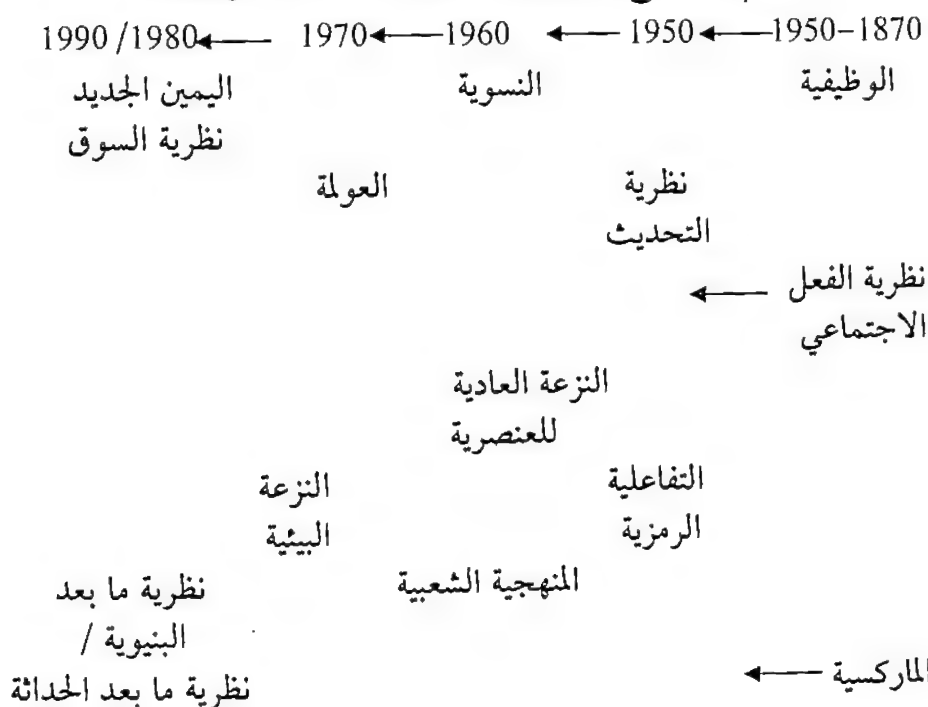 1870–1950 ← 1950 ← 1960 ← 1970 ← 1980/ 1990
الوظيفية النسوية اليمين الجديد
نظرية السوق
نظرية العولمة
التحديث
نظرية الفعل ←
الاجتماعي
النزعة العادية
للعنصرية
التفاعلية النزعة
الرمزية البيئية
المنهجية الشعبية نظرية ما بعد
البنيوية /
الماركسية ← نظرية ما بعد الحداثة